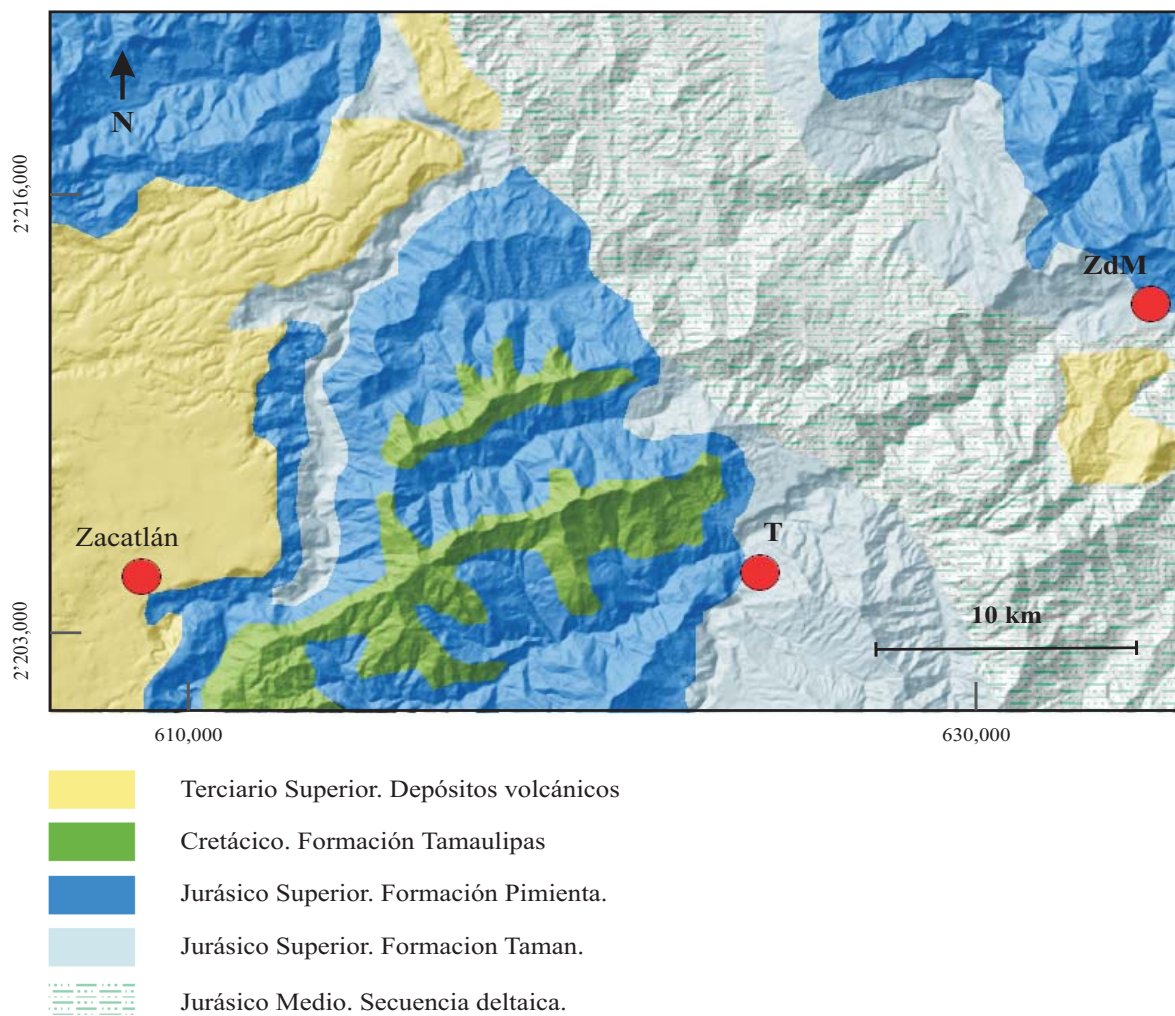 N
2'216,000
ZdM
Zacatlán
T
10 km
2'203,000
610,000
630,000
Terciario Superior. Depósitos volcánicos
Cretácico. Formación Tamaulipas
Jurásico Superior. Formación Pimienta.
Jurásico Superior. Formacion Taman.
Jurásico Medio. Secuencia deltaica.